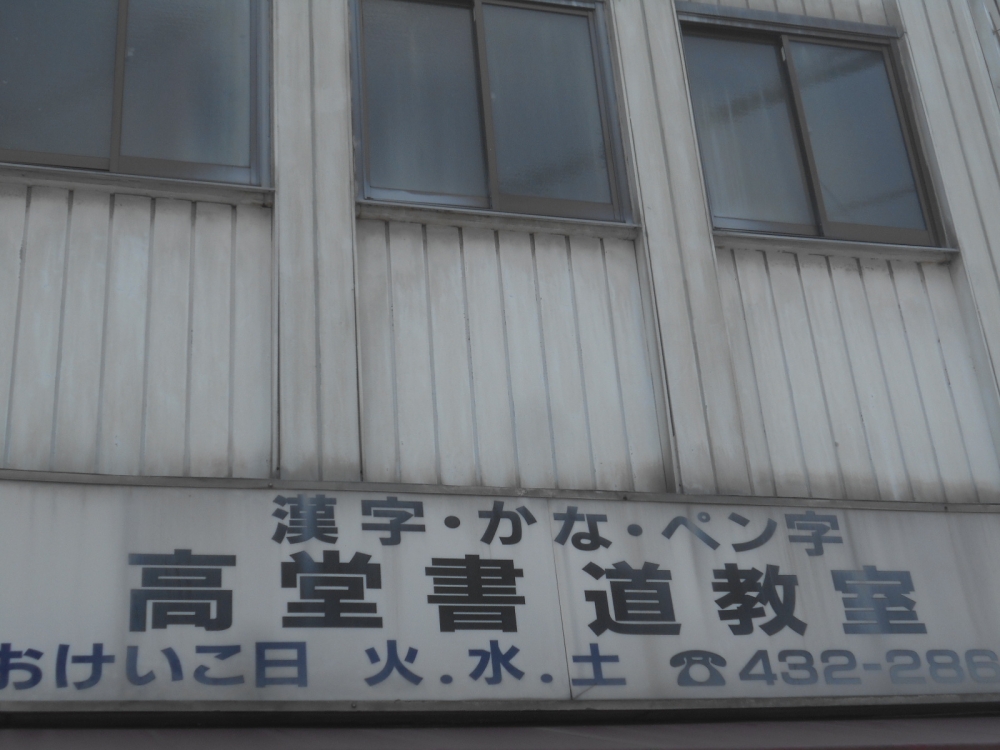 漢字・かな・ペン字
高堂書道教室
おけいこ日 火.水.土 ☎432-286